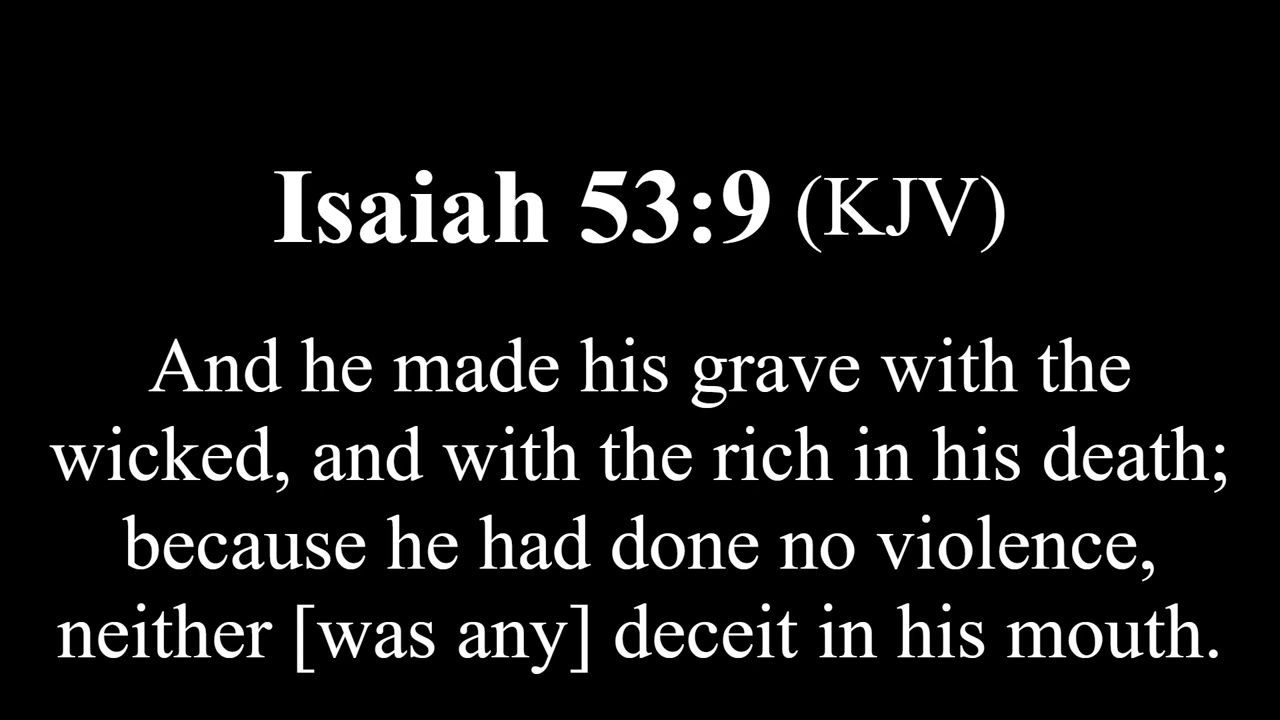 Isaiah 53:9 (KJV)
And he made his grave with the
wicked, and with the rich in his death;
because he had done no violence,
neither [was any] deceit in his mouth.